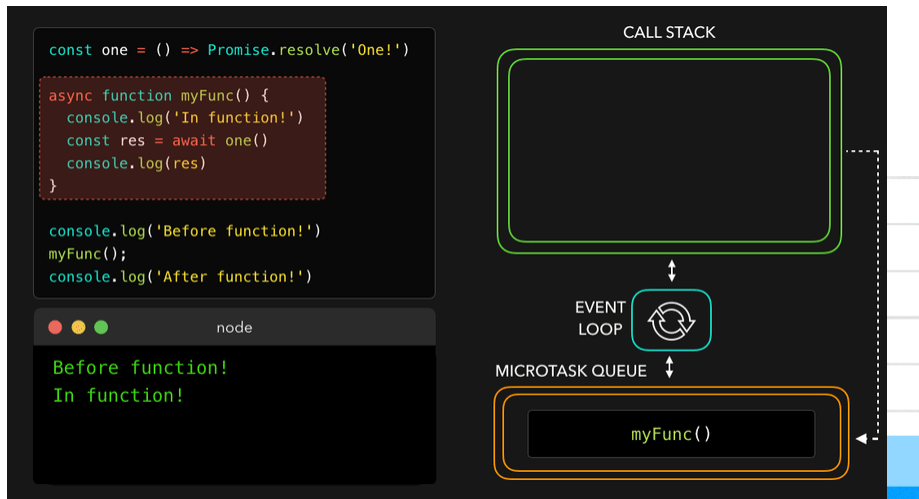 const one = () => Promise.resolve('One!')
async function myFunc() {
console.log('In function!')
const res = await one()
console.log(res)
}
console.log('Before function!')
myFunc();
console.log('After function!')
node
Before function!
In function!
CALL STACK
EVENT
LOOP
MICROTASK QUEUE
myFunc()